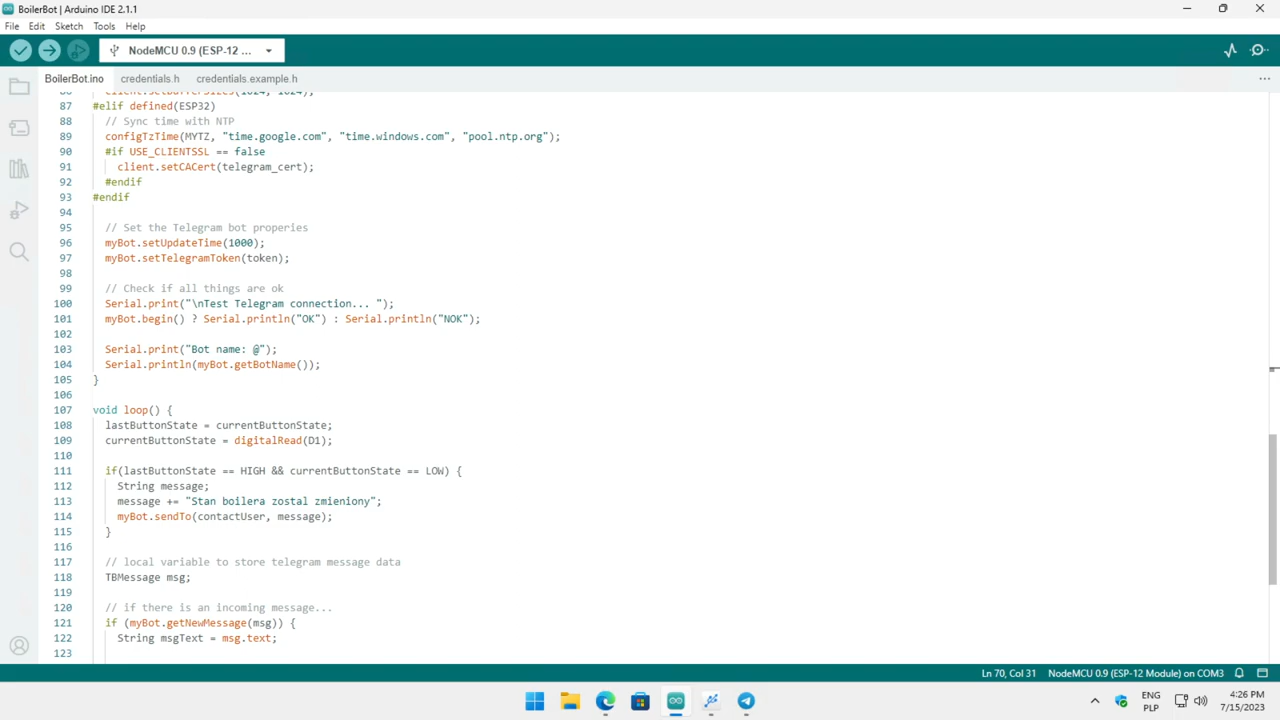 BoilerBot | Arduino IDE 2.1.1
File Edit Sketch Tools Help
NodeMCU 0.9 (ESP-12 ...
BoilerBot.ino credentials.h credentials.example.h ...
87 #elif defined(ESP32)
88 // Sync time with NTP
89 configTzTime(MYTZ, "time.google.com", "time.windows.com", "pool.ntp.org");
90 #if USE_CLIENTSSL == false
91 client.setCACert(telegram_cert);
92 #endif
93 #endif
94
95 // Set the Telegram bot properies
96 myBot.setUpdateTime(1000);
97 myBot.setTelegramToken(token);
98
99 // Check if all things are ok
100 Serial.print("\nTest Telegram connection... ");
101 myBot.begin() ? Serial.println("OK") : Serial.println("NOK");
102
103 Serial.print("Bot name: @");
104 Serial.println(myBot.getBotName());
105 }
106
107 void loop() {
108 lastButtonState = currentButtonState;
109 currentButtonState = digitalRead(D1);
110
111 if(lastButtonState == HIGH && currentButtonState == LOW) {
112 String message;
113 message += "Stan boilera zostal zmieniony";
114 myBot.sendTo(contactUser, message);
115 }
116
117 // local variable to store telegram message data
118 TBMessage msg;
119
120 // if there is an incoming message...
121 if (myBot.getNewMessage(msg)) {
122 String msgText = msg.text;
123
Ln 70, Col 31 NodeMCU 0.9 (ESP-12 Module) on COM3
ENG
PLP
4:26 PM
7/15/2023